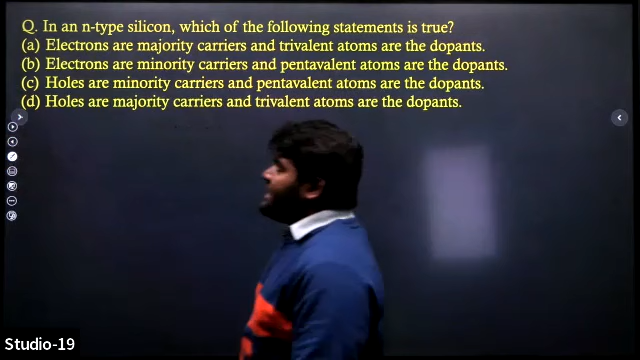 Q. In an n-type silicon, which of the following statements is true?
(a) Electrons are majority carriers and trivalent atoms are the dopants.
(b) Electrons are minority carriers and pentavalent atoms are the dopants.
(c) Holes are minority carriers and pentavalent atoms are the dopants.
(d) Holes are majority carriers and trivalent atoms are the dopants.
Studio-19